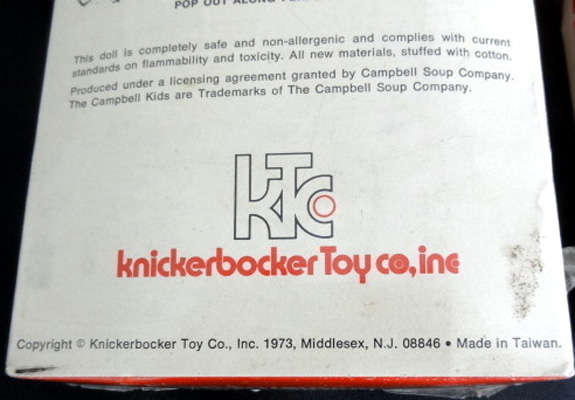 POP OUT ALONG
This doll is completely safe and non-allergenic and complies with current
standards on flammability and toxicity. All new materials, stuffed with cotton.
Produced under a licensing agreement granted by Campbell Soup Company.
The Campbell Kids are Trademarks of The Campbell Soup Company.
KTC
knickerbocker Toy co, inc
Copyright © Knickerbocker Toy Co., Inc. 1973, Middlesex, N.J. 08846 • Made in Taiwan.